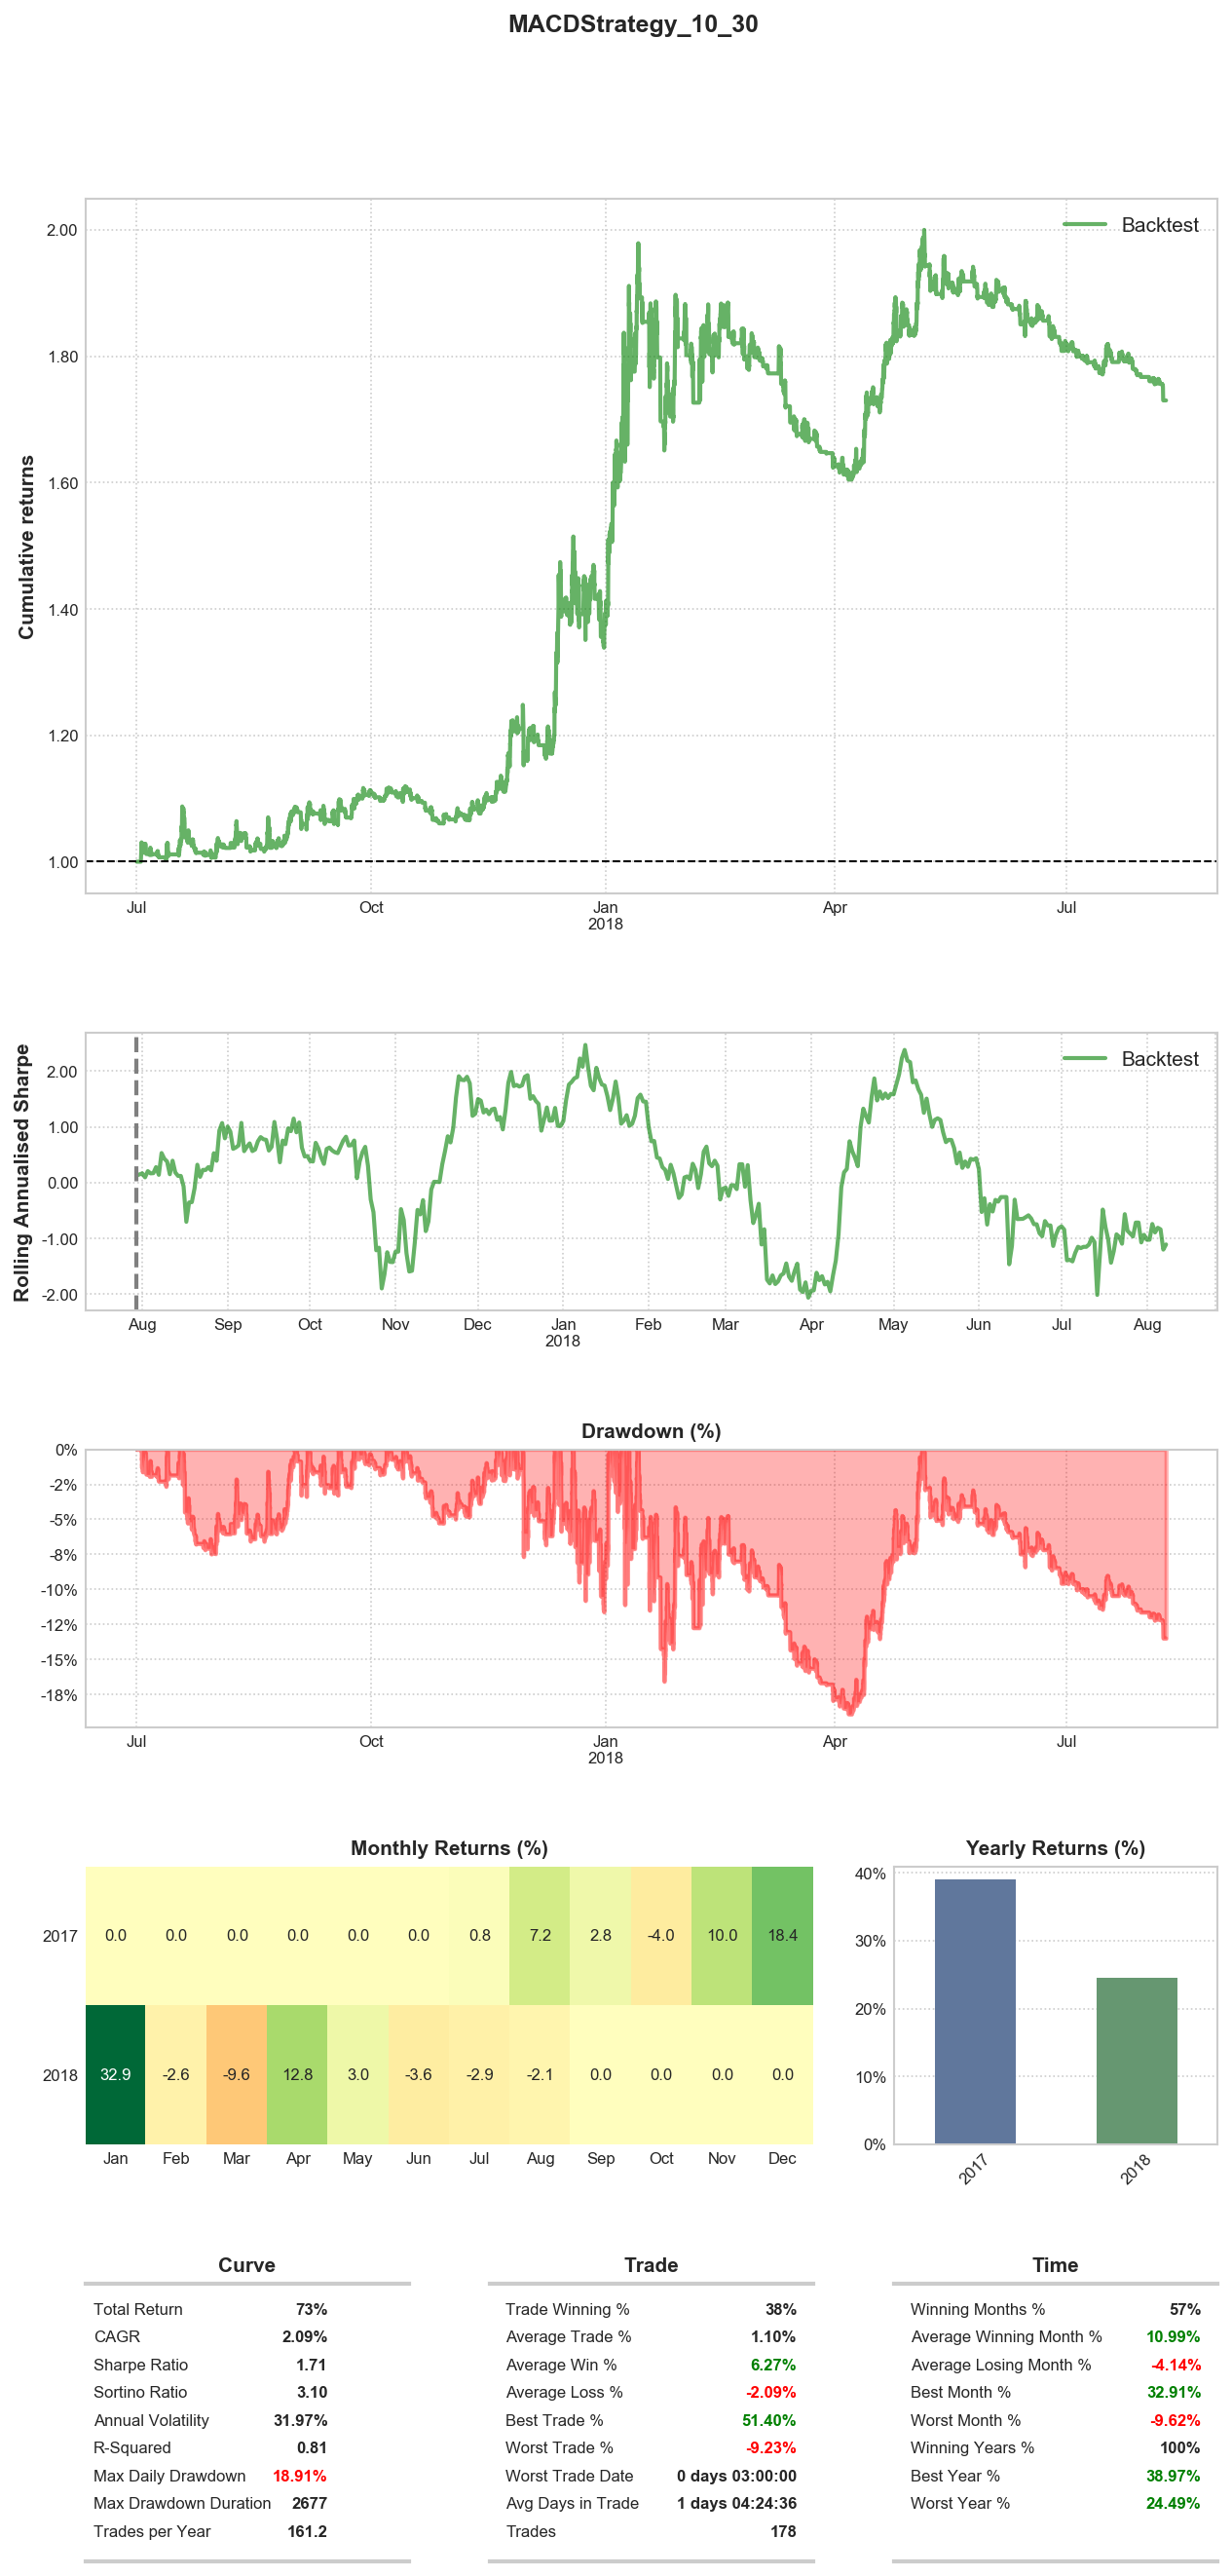 MACDStrategy_10_30
Cumulative returns
Backtest
2.00
1.80
1.60
1.40
1.20
1.00
Jul Oct Jan Apr Jul
2018
Rolling Annualised Sharpe
Backtest
2.00
1.00
0.00
-1.00
-2.00
Aug Sep Oct Nov Dec Jan Feb Mar Apr May Jun Jul Aug
2018
Drawdown (%)
0%
-2%
-5%
-8%
-10%
-12%
-15%
-18%
Jul Oct Jan Apr Jul
2018
Monthly Returns (%)
2017 0.0 0.0 0.0 0.0 0.0 0.0 0.8 7.2 2.8 -4.0 10.0 18.4
2018 32.9 -2.6 -9.6 12.8 3.0 -3.6 -2.9 -2.1 0.0 0.0 0.0 0.0
Jan Feb Mar Apr May Jun Jul Aug Sep Oct Nov Dec
Yearly Returns (%)
40%
30%
20%
10%
0%
2017 2018
Curve
Total Return 73%
CAGR 2.09%
Sharpe Ratio 1.71
Sortino Ratio 3.10
Annual Volatility 31.97%
R-Squared 0.81
Max Daily Drawdown 18.91%
Max Drawdown Duration 2677
Trades per Year 161.2
Trade
Trade Winning % 38%
Average Trade % 1.10%
Average Win % 6.27%
Average Loss % -2.09%
Best Trade % 51.40%
Worst Trade % -9.23%
Worst Trade Date 0 days 03:00:00
Avg Days in Trade 1 days 04:24:36
Trades 178
Time
Winning Months % 57%
Average Winning Month % 10.99%
Average Losing Month % -4.14%
Best Month % 32.91%
Worst Month % -9.62%
Winning Years % 100%
Best Year % 38.97%
Worst Year % 24.49%